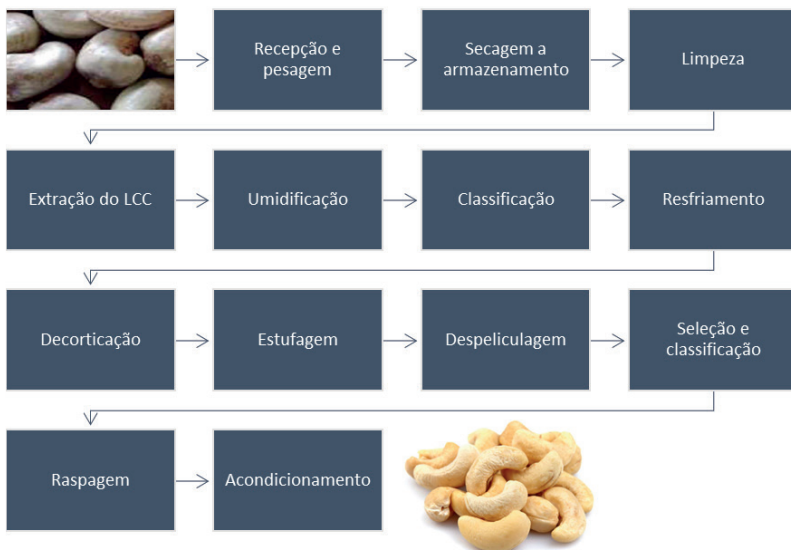 Recepção e
pesagem
Secagem a
armazenamento
Limpeza
Extração do LCC
Umidificação
Classificação
Resfriamento
Decorticação
Estufagem
Despeliculagem
Seleção e
classificação
Raspagem
Acondicionamento